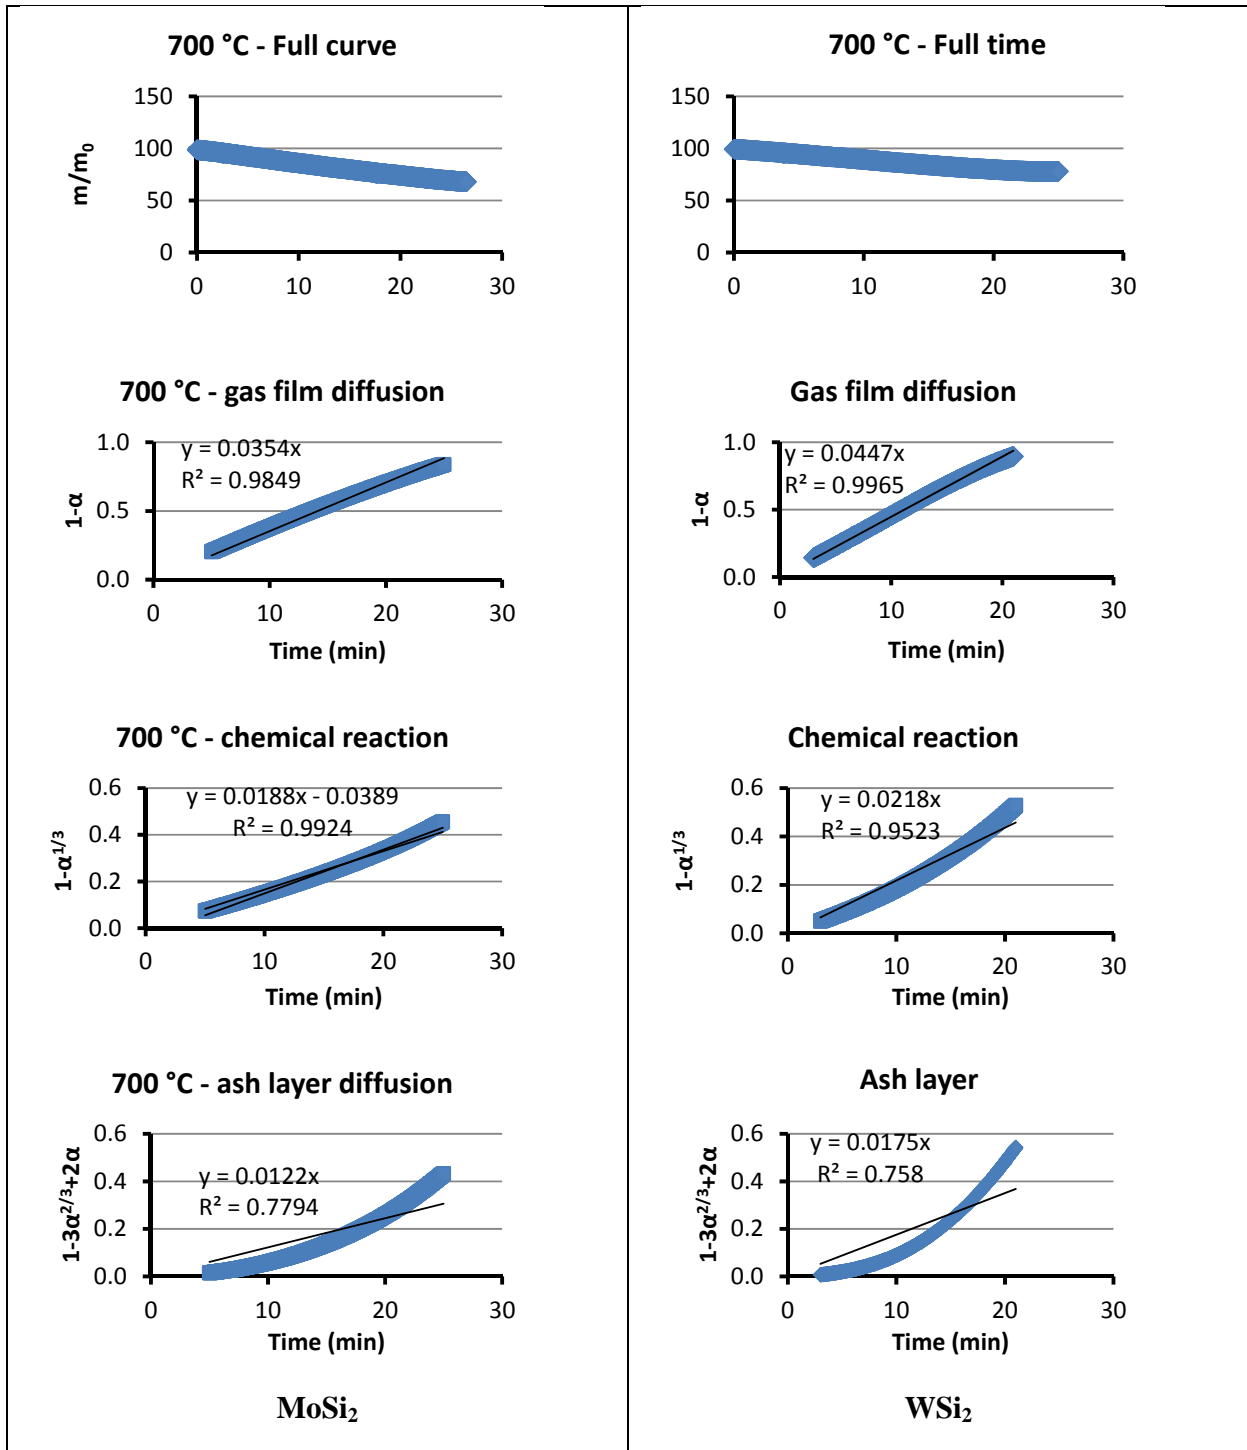 700 °C - Full curve
150
100
50
0
m/m₀
0 10 20 30
700 °C - gas film diffusion
y = 0.0354x
R² = 0.9849
1.0
0.5
0.0
1-α
0 10 20 30
Time (min)
700 °C - chemical reaction
y = 0.0188x - 0.0389
R² = 0.9924
0.6
0.4
0.2
0.0
1-α^1/3
0 10 20 30
Time (min)
700 °C - ash layer diffusion
y = 0.0122x
R² = 0.7794
0.6
0.4
0.2
0.0
1-3α^2/3+2α
0 10 20 30
Time (min)
MoSi₂
700 °C - Full time
150
100
50
0
0 10 20 30
Gas film diffusion
y = 0.0447x
R² = 0.9965
1.0
0.5
0.0
1-α
0 10 20 30
Time (min)
Chemical reaction
y = 0.0218x
R² = 0.9523
0.6
0.4
0.2
0.0
1-α^1/3
0 10 20 30
Time (min)
Ash layer
y = 0.0175x
R² = 0.758
0.6
0.4
0.2
0.0
1-3α^2/3+2α
0 10 20 30
Time (min)
WSi₂